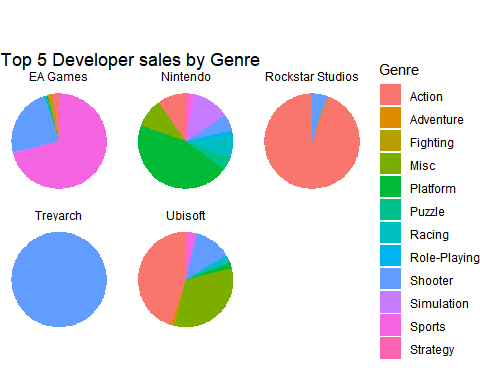 Top 5 Developer sales by Genre
EA Games
Nintendo
Rockstar Studios
Treyarch
Ubisoft
Genre
Action
Adventure
Fighting
Misc
Platform
Puzzle
Racing
Role-Playing
Shooter
Simulation
Sports
Strategy